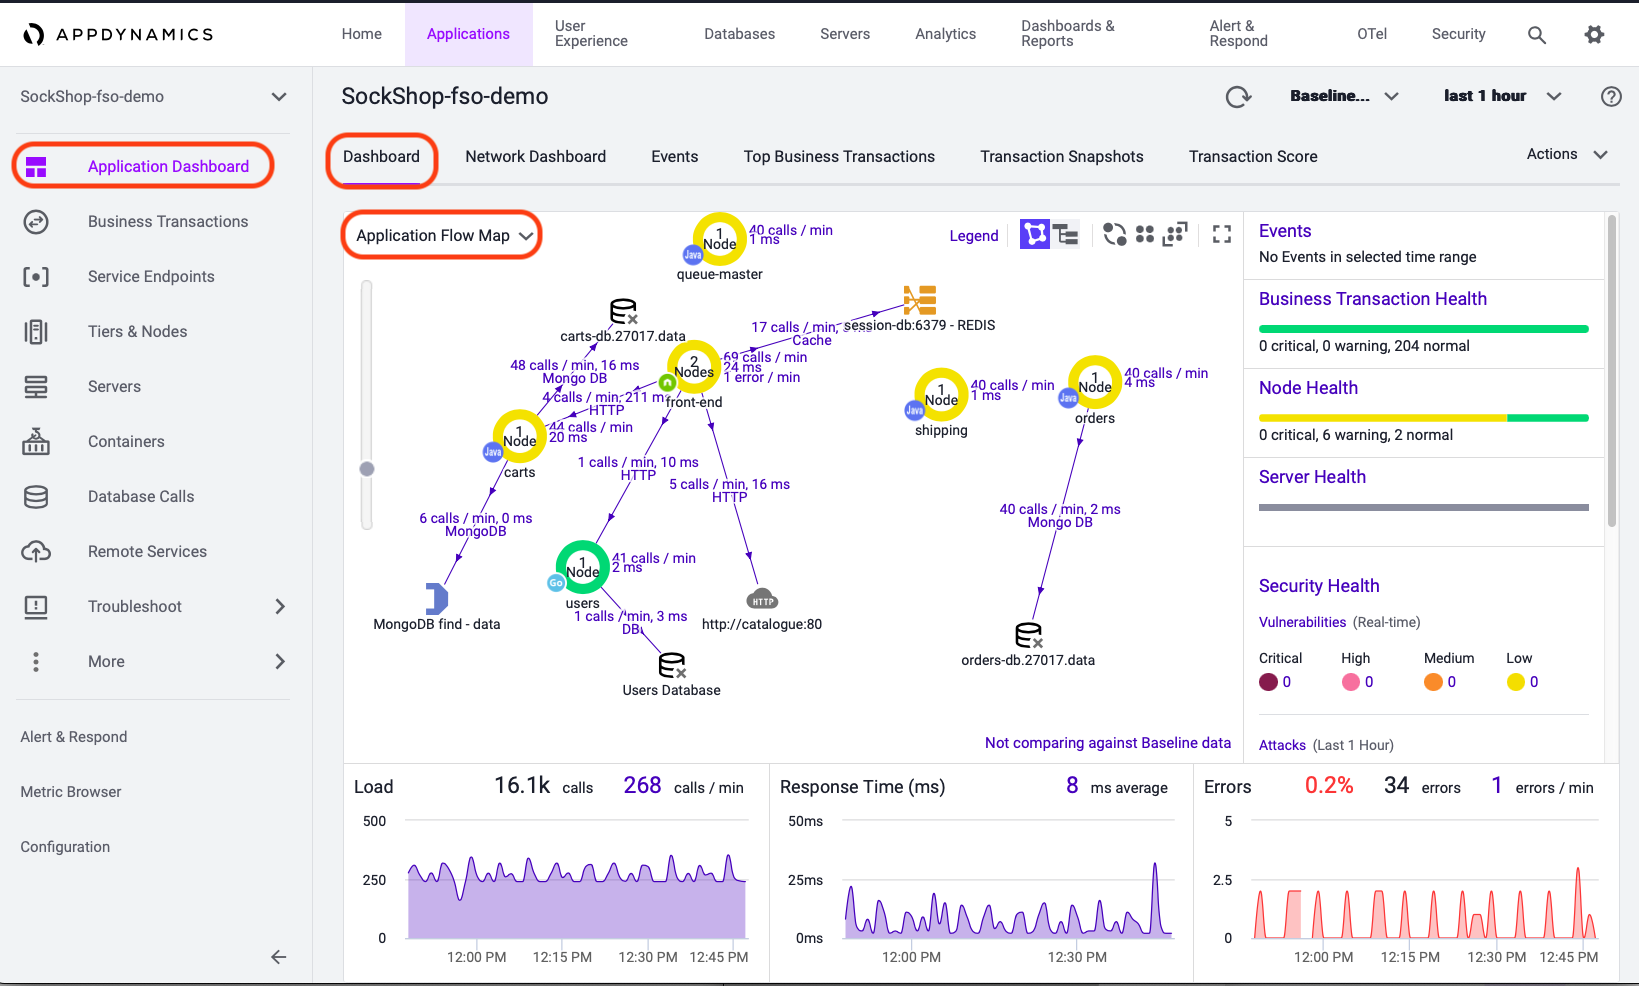 APPDYNAMICS
Home
Applications
User
Experience
Databases
Servers
Analytics
Dashboards &
Reports
Alert &
Respond
OTel
Security
SockShop-fso-demo
Application Dashboard
Business Transactions
Service Endpoints
Tiers & Nodes
Servers
Containers
Database Calls
Remote Services
Troubleshoot
More
Alert & Respond
Metric Browser
Configuration
SockShop-fso-demo
Baseline...
last 1 hour
Dashboard
Network Dashboard
Events
Top Business Transactions
Transaction Snapshots
Transaction Score
Actions
Application Flow Map
Legend
1
Node
Java
40 calls / min
1 ms
queue-master
carts-db.27017.data
session-db:6379 - REDIS
17 calls / min,
Cache
48 calls / min, 16 ms
Mongo DB
2
Nodes
69 calls / min
24 ms
1 error / min
front-end
4 calls / min, 211 ms
HTTP
1
Node
Java
44 calls / min
20 ms
carts
1
Node
Java
40 calls / min
1 ms
shipping
1
Node
Java
40 calls / min
4 ms
orders
1 calls / min, 10 ms
HTTP
5 calls / min, 16 ms
HTTP
6 calls / min, 0 ms
MongoDB
40 calls / min, 2 ms
Mongo DB
1
Node
Go
41 calls / min
2 ms
users
MongoDB find - data
1 calls / min, 3 ms
DB
HTTP
http://catalogue:80
Users Database
orders-db.27017.data
Not comparing against Baseline data
Events
No Events in selected time range
Business Transaction Health
0 critical, 0 warning, 204 normal
Node Health
0 critical, 6 warning, 2 normal
Server Health
Security Health
Vulnerabilities (Real-time)
Critical High Medium Low
0 0 0 0
Attacks (Last 1 Hour)
Load 16.1k calls 268 calls / min
500
250
0
12:00 PM 12:15 PM 12:30 PM 12:45 PM
Response Time (ms) 8 ms average
50ms
25ms
0ms
12:00 PM 12:30 PM
Errors 0.2% 34 errors 1 errors / min
5
2.5
0
12:00 PM 12:15 PM 12:30 PM 12:45 PM